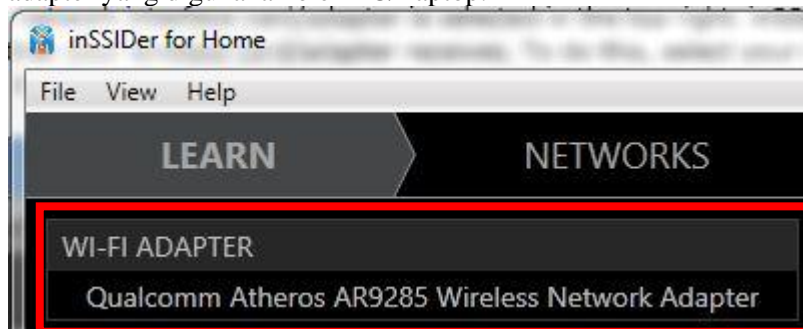 inSSIDer for Home
File View Help
LEARN NETWORKS
WI-FI ADAPTER
Qualcomm Atheros AR9285 Wireless Network Adapter